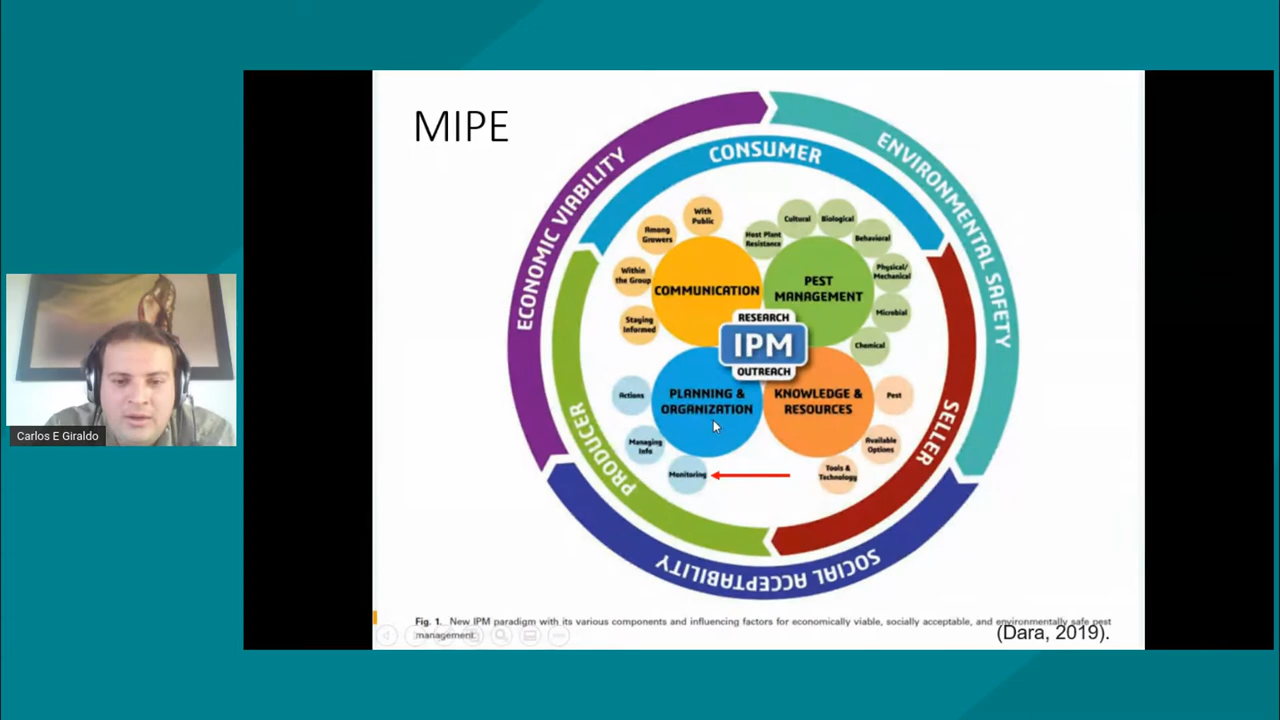 MIPE
ECONOMIC VIABILITY
ENVIRONMENTAL SAFETY
SOCIAL ACCEPTABILITY
CONSUMER
SELLER
PRODUCER
With
Public
Among
Growers
Within
the Group
Staying
Informed
COMMUNICATION
Host Plant
Resistance
Cultural
Biological
Behavioral
Physical/
Mechanical
Microbial
Chemical
PEST
MANAGEMENT
RESEARCH
IPM
OUTREACH
PLANNING &
ORGANIZATION
Actions
Managing
Info
Monitoring
KNOWLEDGE &
RESOURCES
Pest
Available
Options
Tools &
Technology
Carlos E Giraldo
Fig. 1. New IPM paradigm with its various components and influencing factors for economically viable, socially acceptable, and environmentally safe pest
management.
(Dara, 2019).